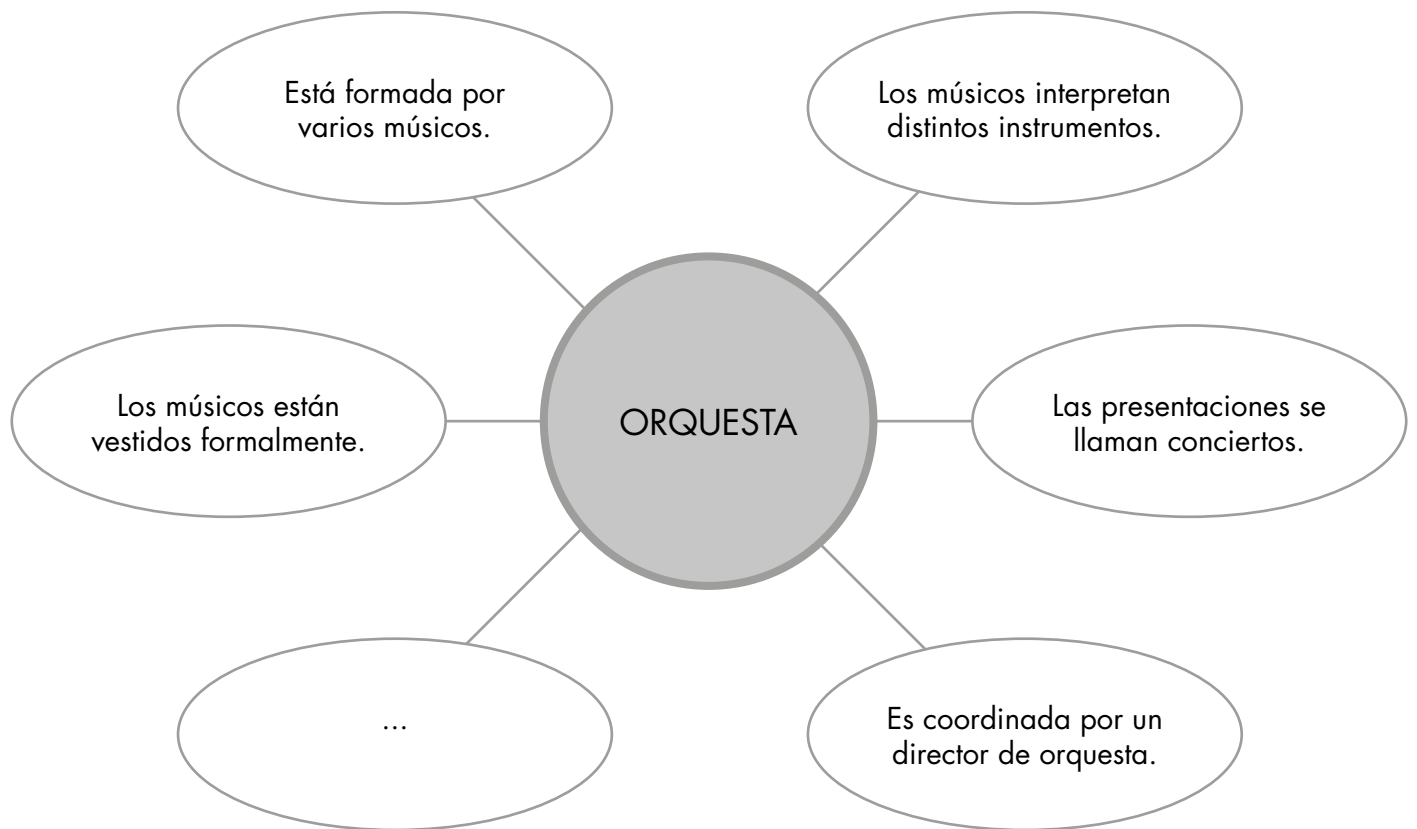 Está formada por
varios músicos.
Los músicos interpretan
distintos instrumentos.
Los músicos están
vestidos formalmente.
ORQUESTA
Las presentaciones se
llaman conciertos.
...
Es coordinada por un
director de orquesta.